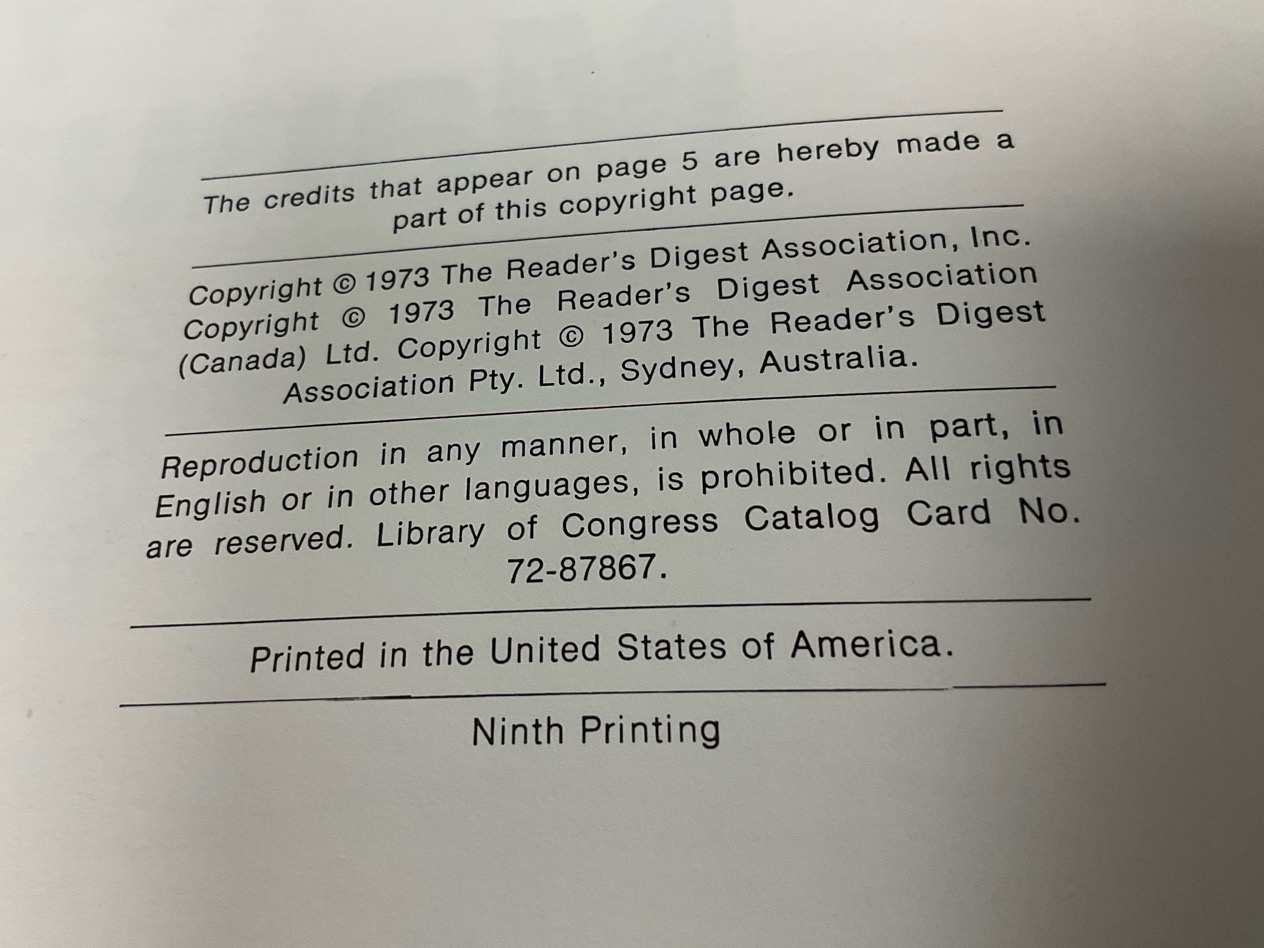 The credits that appear on page 5 are hereby made a
part of this copyright page.
Copyright © 1973 The Reader's Digest Association, Inc.
Copyright © 1973 The Reader's Digest Association
(Canada) Ltd. Copyright © 1973 The Reader's Digest
Association Pty. Ltd., Sydney, Australia.
Reproduction in any manner, in whole or in part, in
English or in other languages, is prohibited. All rights
are reserved. Library of Congress Catalog Card No.
72-87867.
Printed in the United States of America.
Ninth Printing